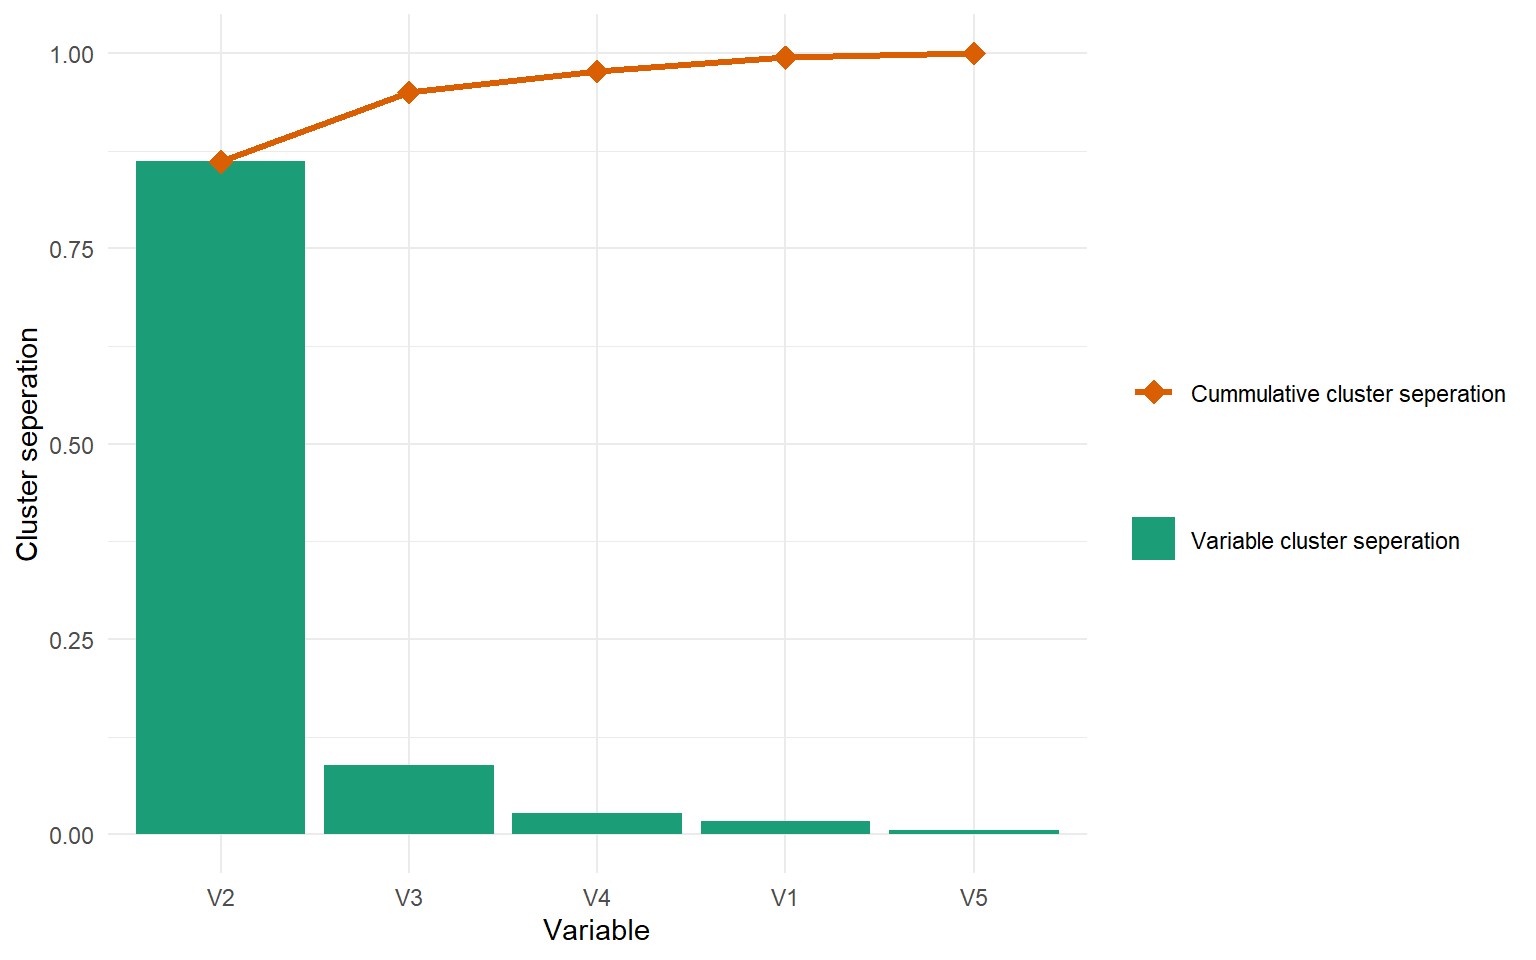 Cluster seperation
1.00
0.75
0.50
0.25
0.00
V2 V3 V4 V1 V5
Variable
Cummulative cluster seperation
Variable cluster seperation